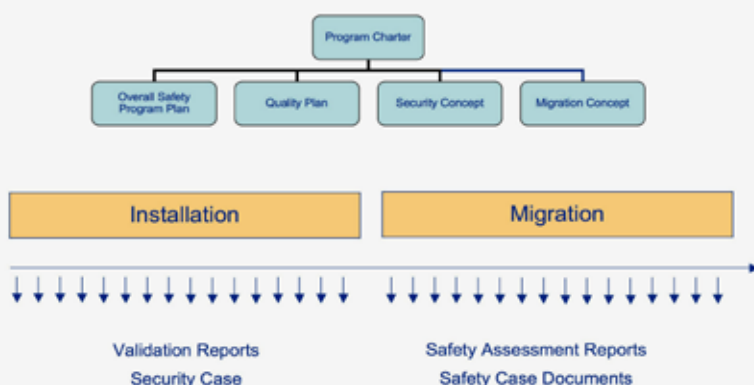 Program Charter
Overall Safety
Program Plan
Quality Plan
Security Concept
Migration Concept
Installation
Migration
Validation Reports
Security Case
Safety Assessment Reports
Safety Case Documents